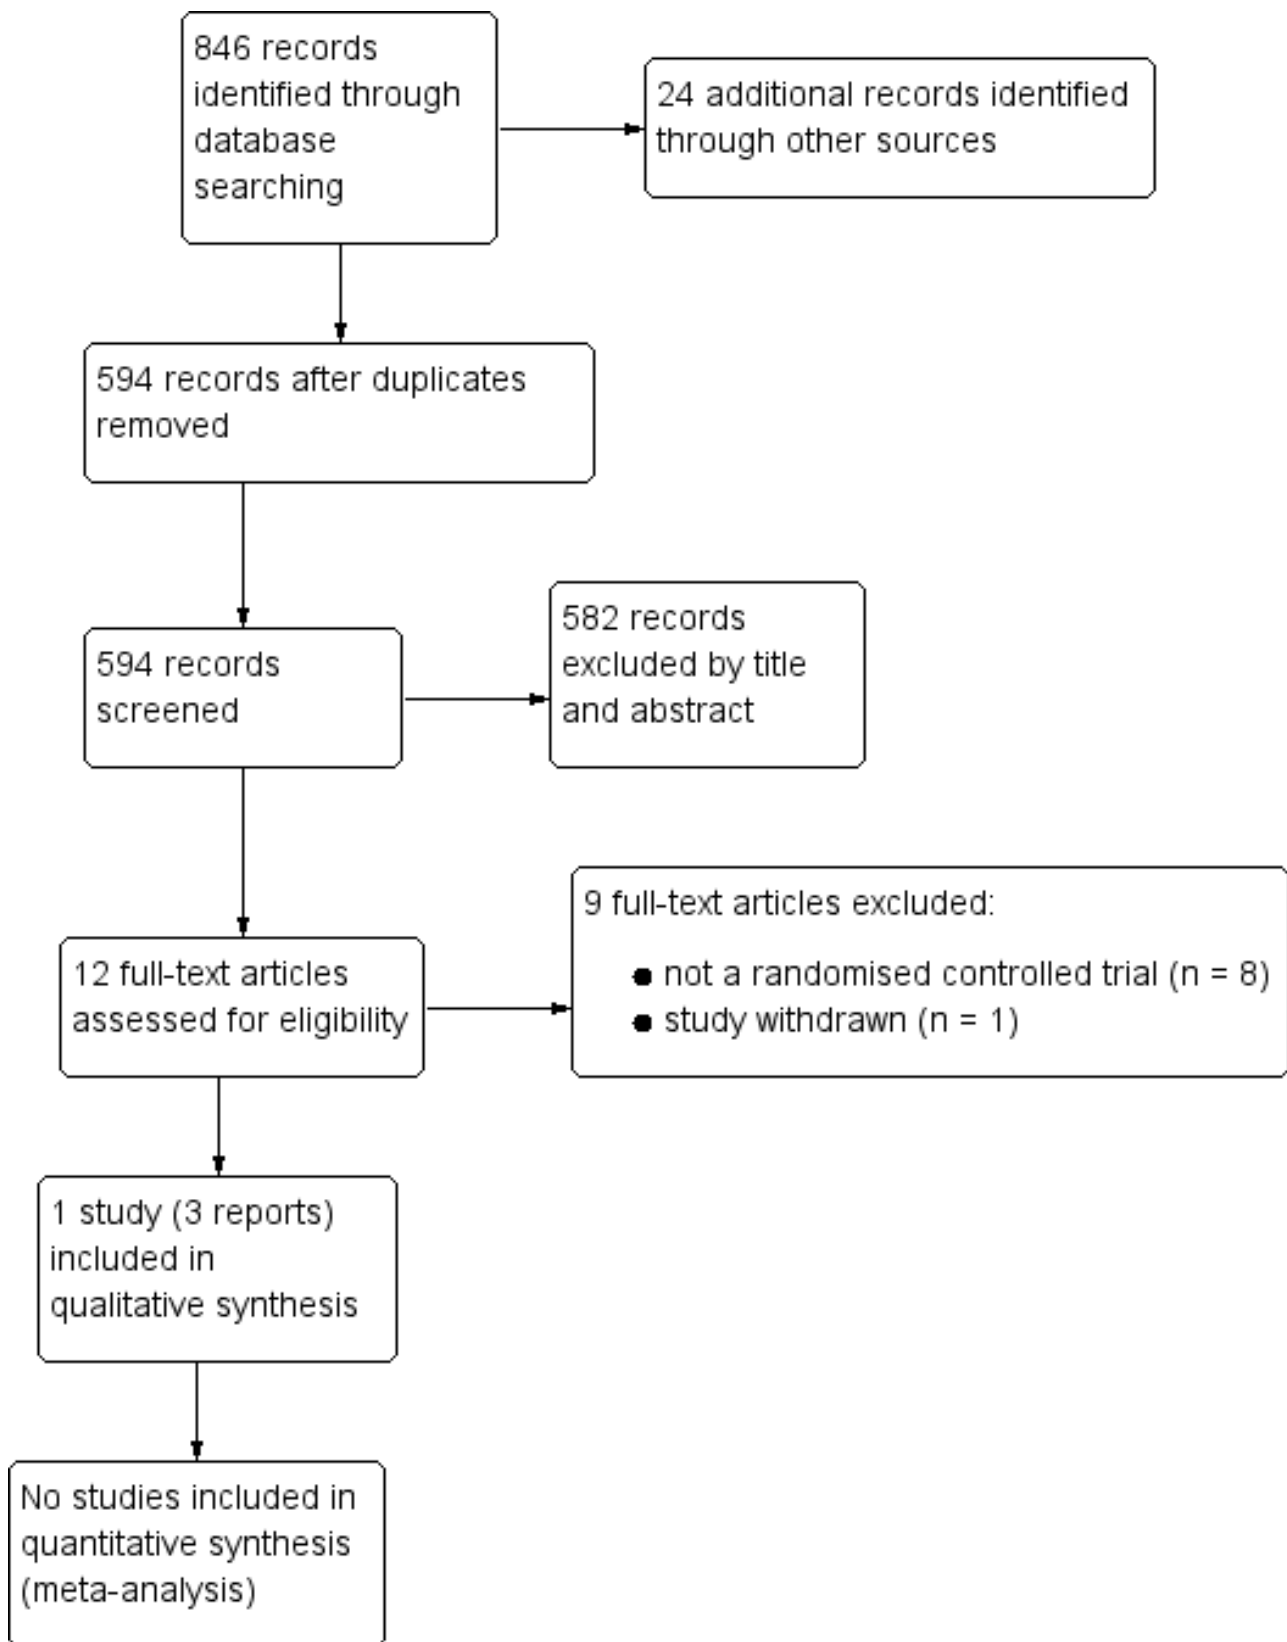 846 records
identified through
database
searching
24 additional records identified
through other sources
594 records after duplicates
removed
594 records
screened
582 records
excluded by title
and abstract
12 full-text articles
assessed for eligibility
9 full-text articles excluded:
● not a randomised controlled trial (n = 8)
● study withdrawn (n = 1)
1 study (3 reports)
included in
qualitative synthesis
No studies included in
quantitative synthesis
(meta-analysis)